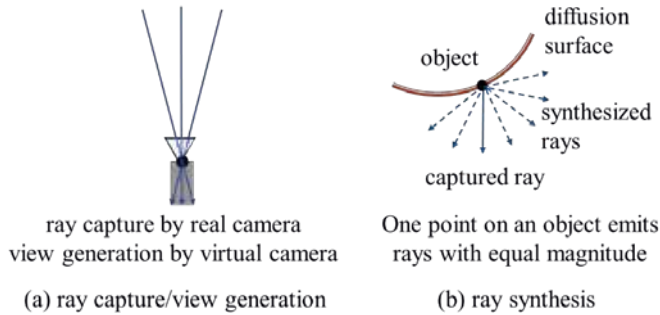 ray capture by real camera
view generation by virtual camera
(a) ray capture/view generation
object
diffusion
surface
synthesized
rays
captured ray
One point on an object emits
rays with equal magnitude
(b) ray synthesis